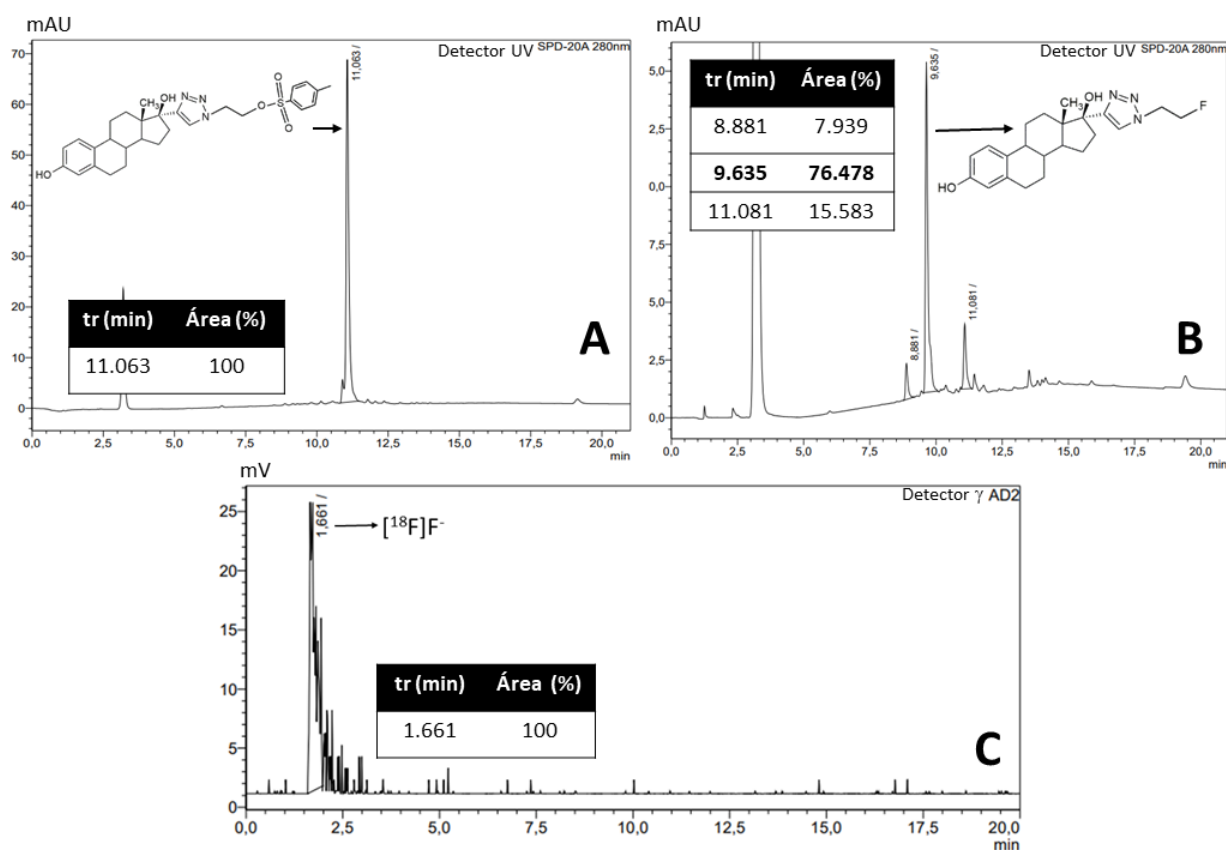 mAU
Detector UV SPD-20A 280nm
70
60
50
40
30
20
10
0
11,063 /
OH
CH3
N
N
N
O
S
O
O
HO
tr (min) Área (%)
11.063 100
A
0,0 2,5 5,0 7,5 10,0 12,5 15,0 17,5 20,0
min
mAU
Detector UV SPD-20A 280nm
5,0
2,5
0,0
7,5
5,0
2,5
0,0
tr (min) Área (%)
8.881 7.939
9.635 76.478
11.081 15.583
9,635 /
8,881 /
11,081 /
OH
CH3
N
N
N
F
HO
B
0,0 2,5 5,0 7,5 10,0 12,5 15,0 17,5 20,0
min
mV
Detector γ AD2
25
20
15
10
5
0
1,661 /
[18F]F-
tr (min) Área (%)
1.661 100
C
0,0 2,5 5,0 7,5 10,0 12,5 15,0 17,5 20,0
min